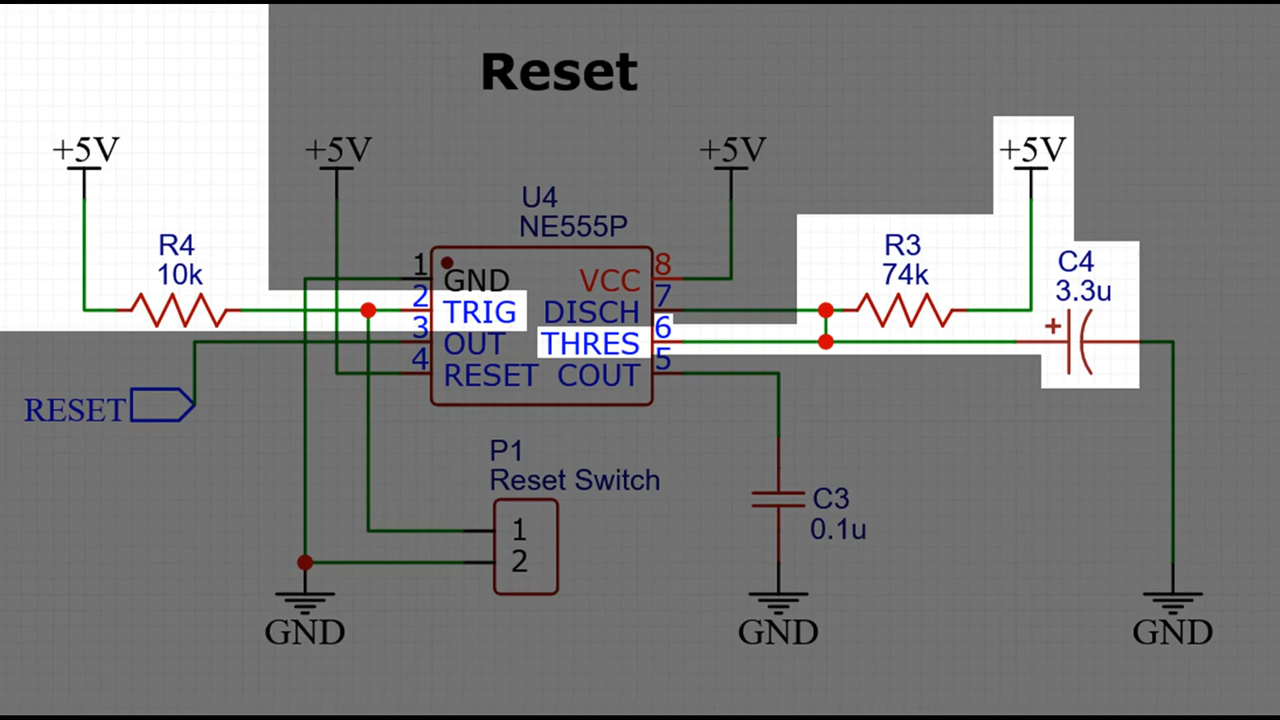 Reset
+5V
+5V
+5V
+5V
U4
NE555P
R4
10k
R3
74k
C4
3.3u
+
1
GND
VCC
8
2
TRIG
DISCH
7
3
OUT
THRES
6
4
RESET
COUT
5
RESET
P1
Reset Switch
1
2
C3
0.1u
GND
GND
GND